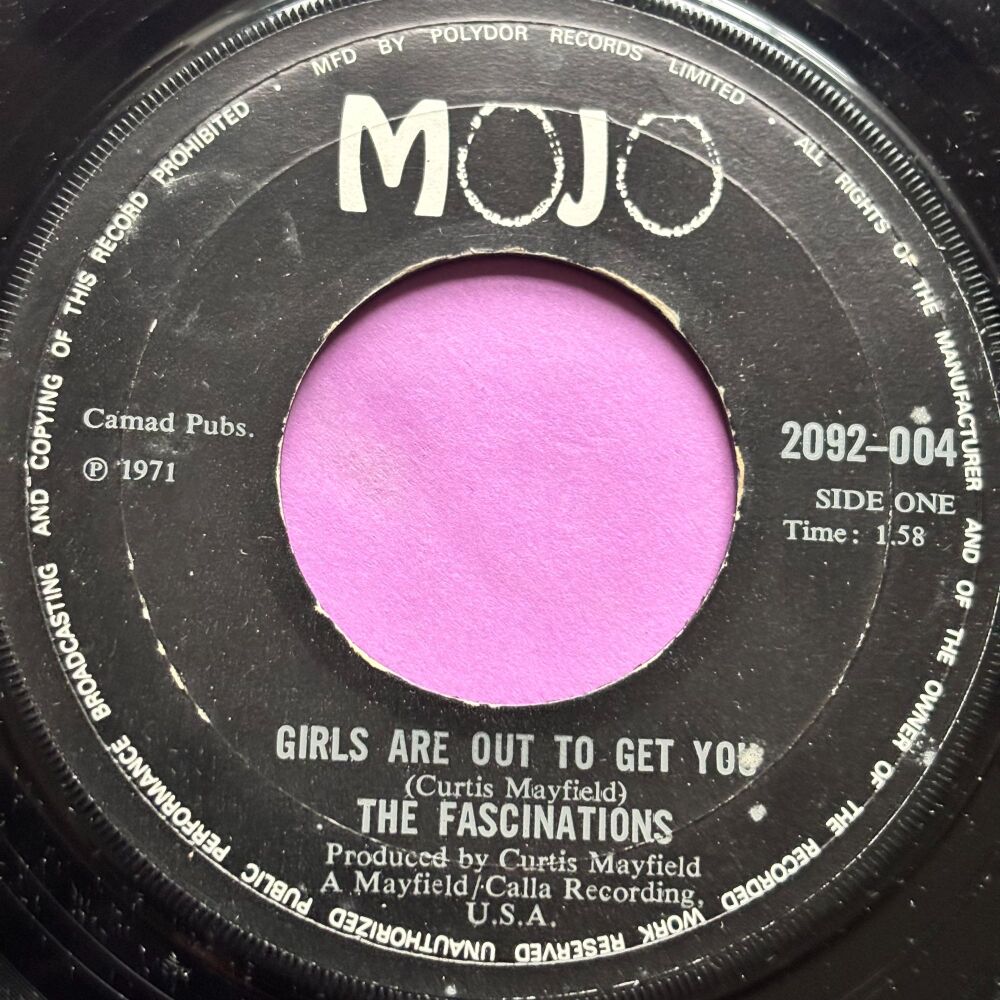 MFD BY POLYDOR RECORDS LIMITED ALL RIGHTS OF THE MANUFACTURER AND OF THE OWNER OF THE RECORDED WORK RESERVED UNAUTHORIZED PUBLIC PERFORMANCE BROADCASTING AND COPYING OF THIS RECORD PROHIBITED
MOJO
Camad Pubs.
℗ 1971
2092-004
SIDE ONE
Time: 1.58
GIRLS ARE OUT TO GET YOU
(Curtis Mayfield)
THE FASCINATIONS
Produced by Curtis Mayfield
A Mayfield/Calla Recording,
U.S.A.